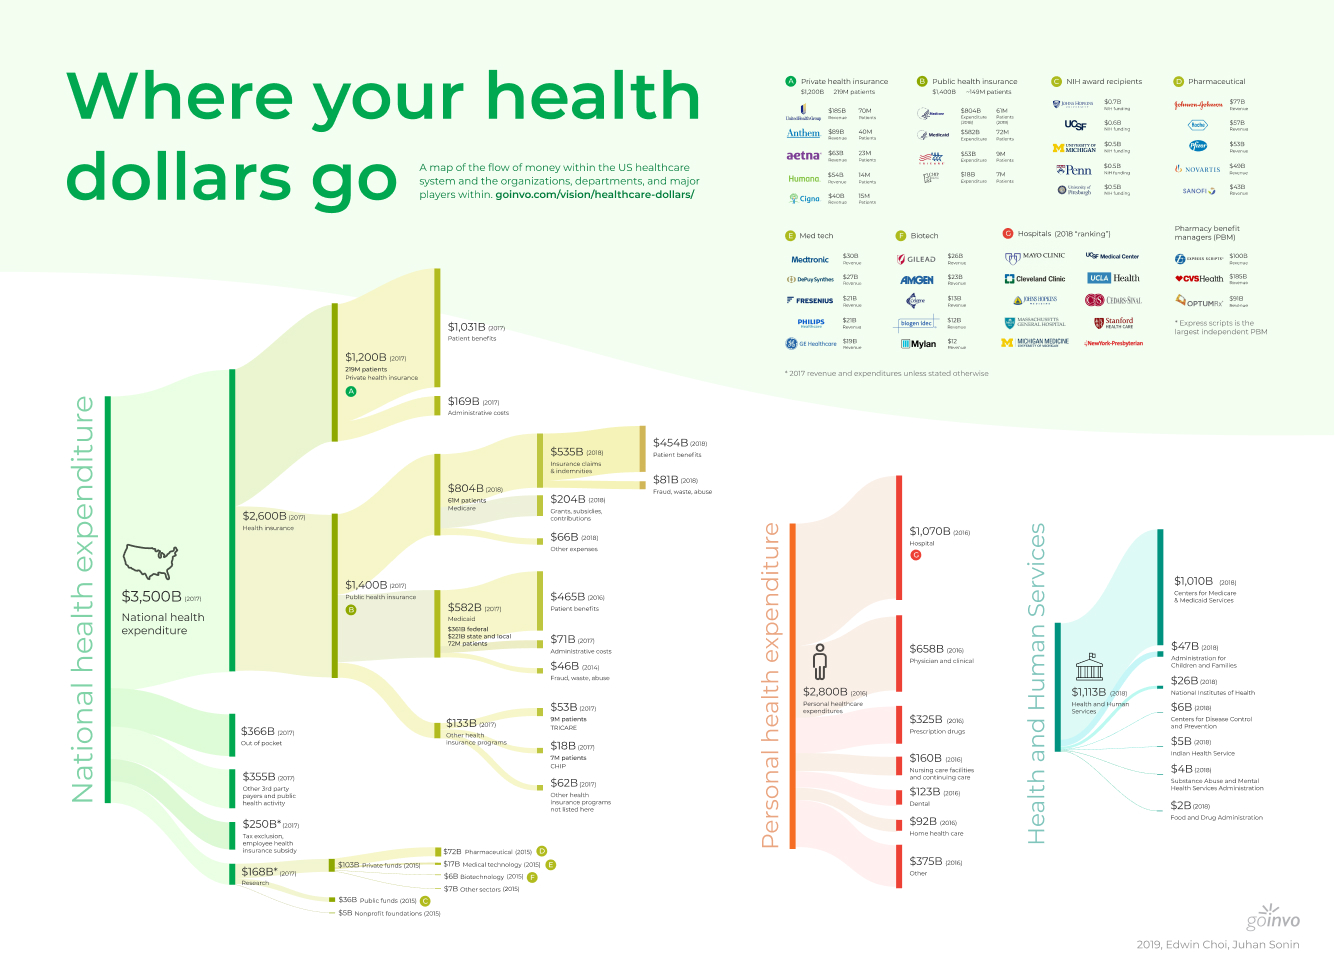 Where your health
dollars go
A map of the flow of money within the US healthcare
system and the organizations, departments, and major
players within. goinvo.com/vision/healthcare-dollars/
A Private health insurance
$1,200B 219M patients
UnitedHealth Group $185B Revenue 70M Patients
Anthem $89B Revenue 40M Patients
aetna $63B Revenue 23M Patients
Humana $54B Revenue 14M Patients
Cigna $40B Revenue 15M Patients
B Public health insurance
$1,400B ~149M patients
Medicare $804B Expenditure (2018) 61M Patients (2018)
Medicaid $582B Expenditure 72M Patients
TRICARE $53B Expenditure 9M Patients
CHIP $18B Expenditure 7M Patients
C NIH award recipients
JOHNS HOPKINS $0.7B NIH funding
UCSF $0.6B NIH funding
UNIVERSITY OF MICHIGAN $0.5B NIH funding
Penn $0.5B NIH funding
University of Pittsburgh $0.5B NIH funding
D Pharmaceutical
Johnson & Johnson $77B Revenue
Roche $57B Revenue
Pfizer $53B Revenue
NOVARTIS $49B Revenue
SANOFI $43B Revenue
E Med tech
Medtronic $30B Revenue
DePuySynthes $27B Revenue
FRESENIUS $21B Revenue
PHILIPS Healthcare $21B Revenue
GE Healthcare $19B Revenue
F Biotech
GILEAD $26B Revenue
AMGEN $23B Revenue
Celgene $13B Revenue
biogen idec $12B Revenue
Mylan $12 Revenue
G Hospitals (2018 "ranking")
MAYO CLINIC
UCSF Medical Center
Cleveland Clinic
UCLA Health
JOHNS HOPKINS MEDICINE
CEDARS-SINAI
MASSACHUSETTS GENERAL HOSPITAL
Stanford HEALTH CARE
MICHIGAN MEDICINE UNIVERSITY OF MICHIGAN
NewYork-Presbyterian
Pharmacy benefit
managers (PBM)
EXPRESS SCRIPTS $100B Revenue
CVSHealth $185B Revenue
OPTUMRx $91B Revenue
* Express scripts is the
largest independent PBM
* 2017 revenue and expenditures unless stated otherwise
National health expenditure
$3,500B (2017)
National health
expenditure
$2,600B (2017)
Health insurance
$366B (2017)
Out of pocket
$355B (2017)
Other 3rd party
payers and public
health activity
$250B* (2017)
Tax exclusion,
employee health
insurance subsidy
$168B* (2017)
Research
$1,200B (2017)
219M patients
Private health insurance
A
$1,400B (2017)
Public health insurance
B
$1,031B (2017)
Patient benefits
$169B (2017)
Administrative costs
$804B (2018)
61M patients
Medicare
$535B (2018)
Insurance claims
& indemnities
$454B (2018)
Patient benefits
$81B (2018)
Fraud, waste, abuse
$204B (2018)
Grants, subsidies,
contributions
$66B (2018)
Other expenses
$582B (2017)
Medicaid
$361B federal
$221B state and local
72M patients
$465B (2016)
Patient benefits
$71B (2017)
Administrative costs
$46B (2014)
Fraud, waste, abuse
$133B (2017)
Other health
insurance programs
$53B (2017)
9M patients
TRICARE
$18B (2017)
7M patients
CHIP
$62B (2017)
Other health
insurance programs
not listed here
$103B Private funds (2015)
$72B Pharmaceutical (2015) D
$17B Medical technology (2015) E
$6B Biotechnology (2015) F
$7B Other sectors (2015)
$36B Public funds (2015) C
$5B Nonprofit foundations (2015)
Personal health expenditure
$2,800B (2016)
Personal healthcare
expenditures
$1,070B (2016)
Hospital
G
$658B (2016)
Physician and clinical
$325B (2016)
Prescription drugs
$160B (2016)
Nursing care facilities
and continuing care
$123B (2016)
Dental
$92B (2016)
Home health care
$375B (2016)
Other
Health and Human Services
$1,113B (2018)
Health and Human
Services
$1,010B (2018)
Centers for Medicare
& Medicaid Services
$47B (2018)
Administration for
Children and Families
$26B (2018)
National Institutes of Health
$6B (2018)
Centers for Disease Control
and Prevention
$5B (2018)
Indian Health Service
$4B (2018)
Substance Abuse and Mental
Health Services Administration
$2B (2018)
Food and Drug Administration
goinvo
2019, Edwin Choi, Juhan Sonin